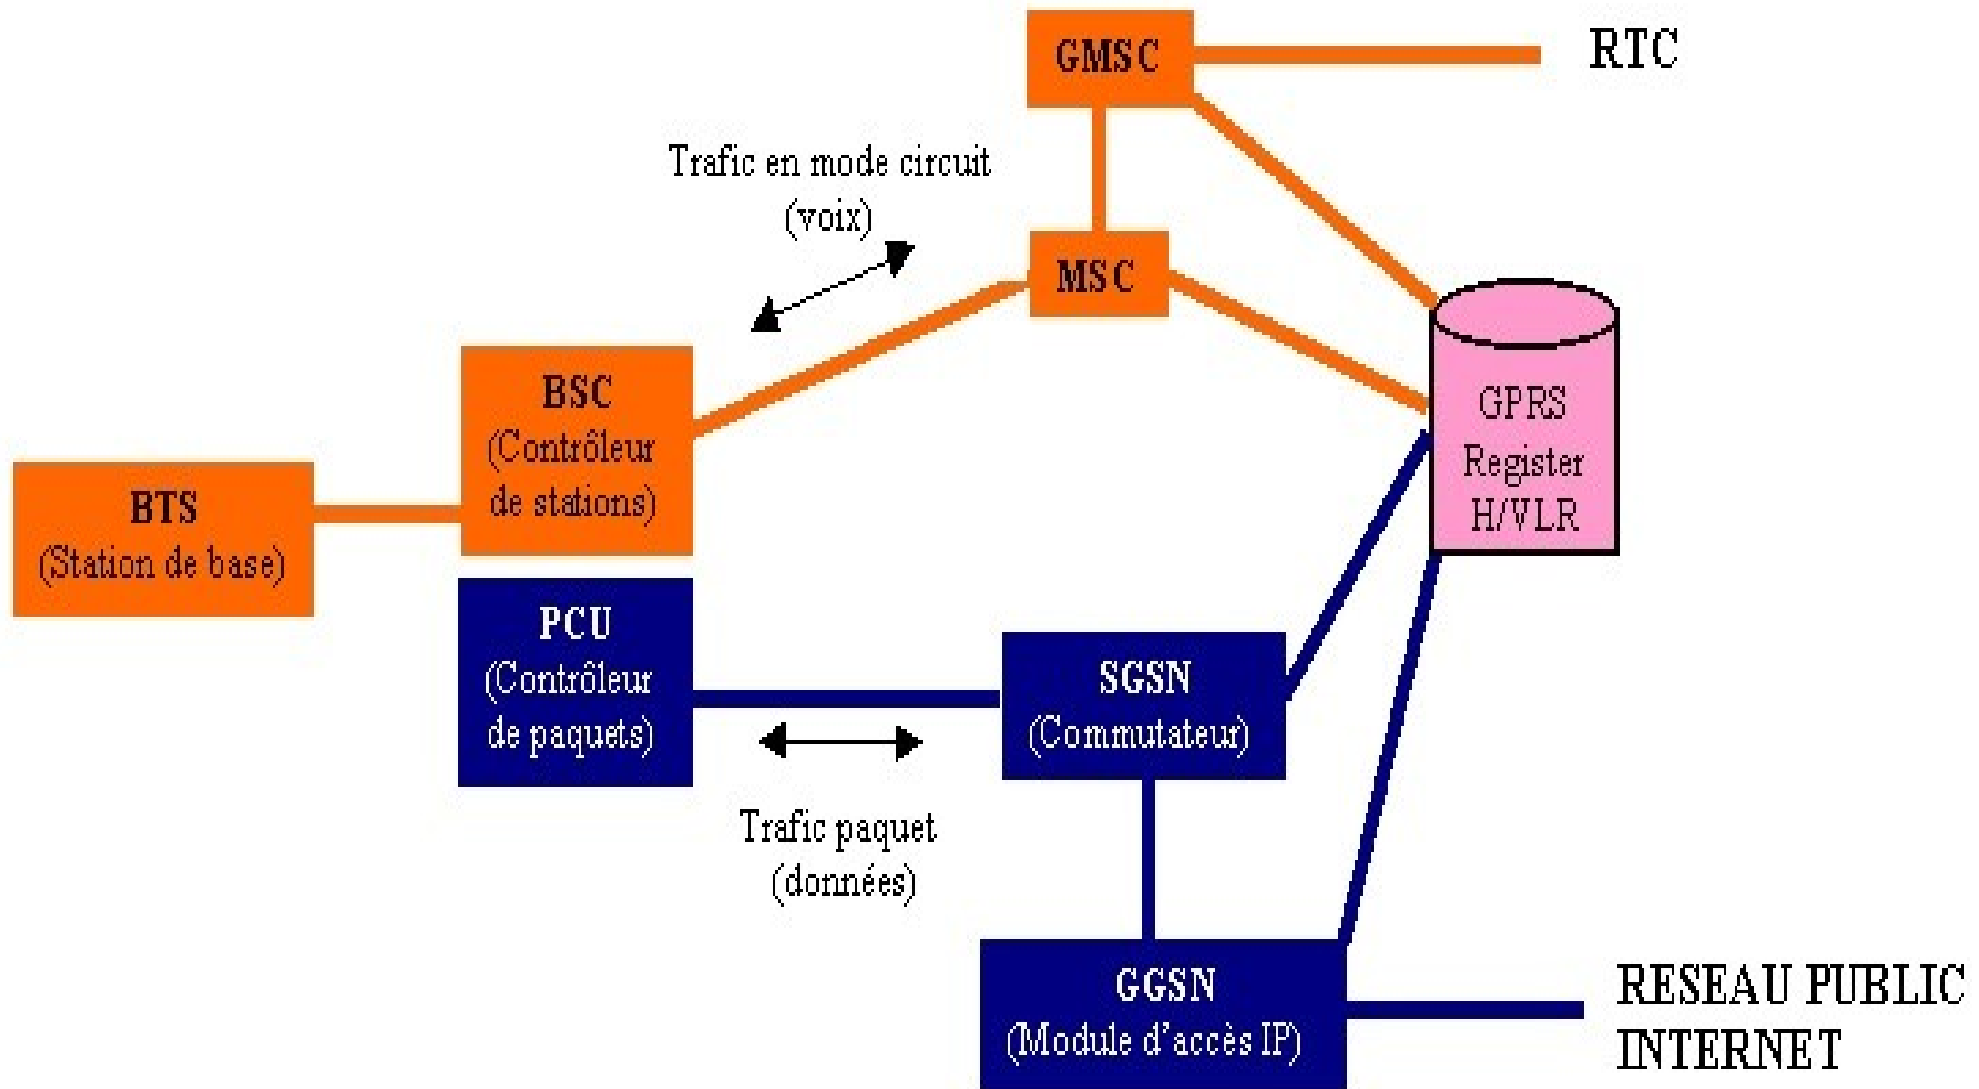 GMSC
RTC
Trafic en mode circuit
(voix)
MSC
BSC
(Contrôleur
de stations)
GPRS
Register
H/VLR
BTS
(Station de base)
PCU
(Contrôleur
de paquets)
SGSN
(Commutateur)
Trafic paquet
(données)
GGSN
(Module d'accès IP)
RESEAU PUBLIC
INTERNET